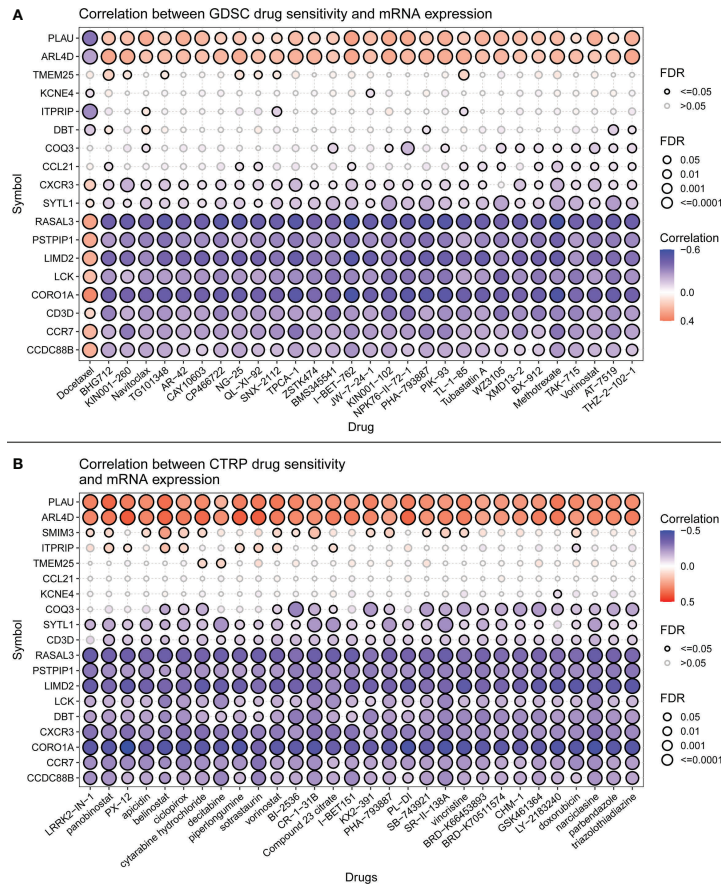 A
Correlation between GDSC drug sensitivity and mRNA expression
PLAU
ARL4D
TMEM25
KCNE4
ITPRIP
DBT
COQ3
CCL21
CXCR3
SYTL1
RASAL3
PSTPIP1
LIMD2
LCK
CORO1A
CD3D
CCR7
CCDC88B
Symbol
Docetaxel
BHG712
KIN001-260
Navitoclax
TG101348
AR-42
CAY10603
CP466722
NG-25
QL-XI-92
SNX-2112
TPCA-1
ZSTK474
BMS345541
I-BET-762
JW-7-24-1
KIN001-102
NPK76-II-72-1
PHA-793887
PIK-93
TL-1-85
Tubastatin A
WZ3105
XMD13-2
BX-912
Methotrexate
TAK-715
Vorinostat
AT-7519
THZ-2-102-1
Drug
FDR
<=0.05
>0.05
FDR
0.05
0.01
0.001
<=0.0001
Correlation
-0.6
0.0
0.4
B
Correlation between CTRP drug sensitivity
and mRNA expression
PLAU
ARL4D
SMIM3
ITPRIP
TMEM25
CCL21
KCNE4
COQ3
SYTL1
CD3D
RASAL3
PSTPIP1
LIMD2
LCK
DBT
CXCR3
CORO1A
CCR7
CCDC88B
Symbol
LRRK2-IN-1
panobinostat
PX-12
apicidin
belinostat
ciclopirox
cytarabine hydrochloride
decitabine
piperlongumine
sotrastaurin
vorinostat
BI-2536
CR-1-31B
Compound 23 citrate
I-BET151
KX2-391
PHA-793887
PL-DI
SB-743921
SR-II-138A
vincristine
BRD-K66453893
BRD-K70511574
CHM-1
GSK461364
LY-2183240
doxorubicin
narciclasine
parbendazole
triazolothiadiazine
Drugs
Correlation
-0.5
0.0
0.5
FDR
<=0.05
>0.05
FDR
0.05
0.01
0.001
<=0.0001